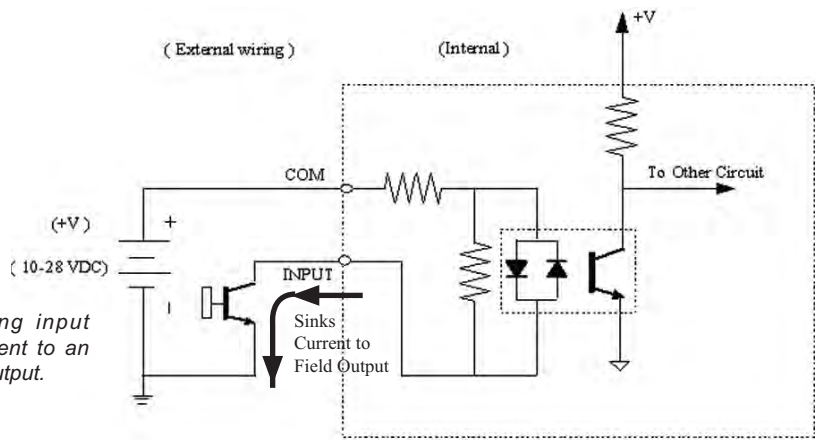 +V
( External wiring )
(Internal)
COM
To Other Circuit
(+V )
+
( 10-28 VDC)
INPUT
–
Sinks
Current to
Field Output
ng input
ent to an
utput.